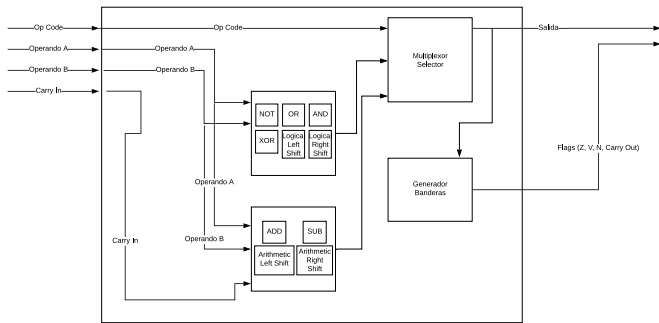 Op Code
Op Code
Salida
Operando A
Operando A
Operando B
Operando B
Carry In
Multiplexor
Selector
NOT
OR
AND
XOR
Logical
Left
Shift
Logical
Right
Shift
Flags (Z, V, N, Carry Out)
Operando A
Generador
Banderas
Carry In
Operando B
ADD
SUB
Arithmetic
Left Shift
Arithmetic
Right
Shift